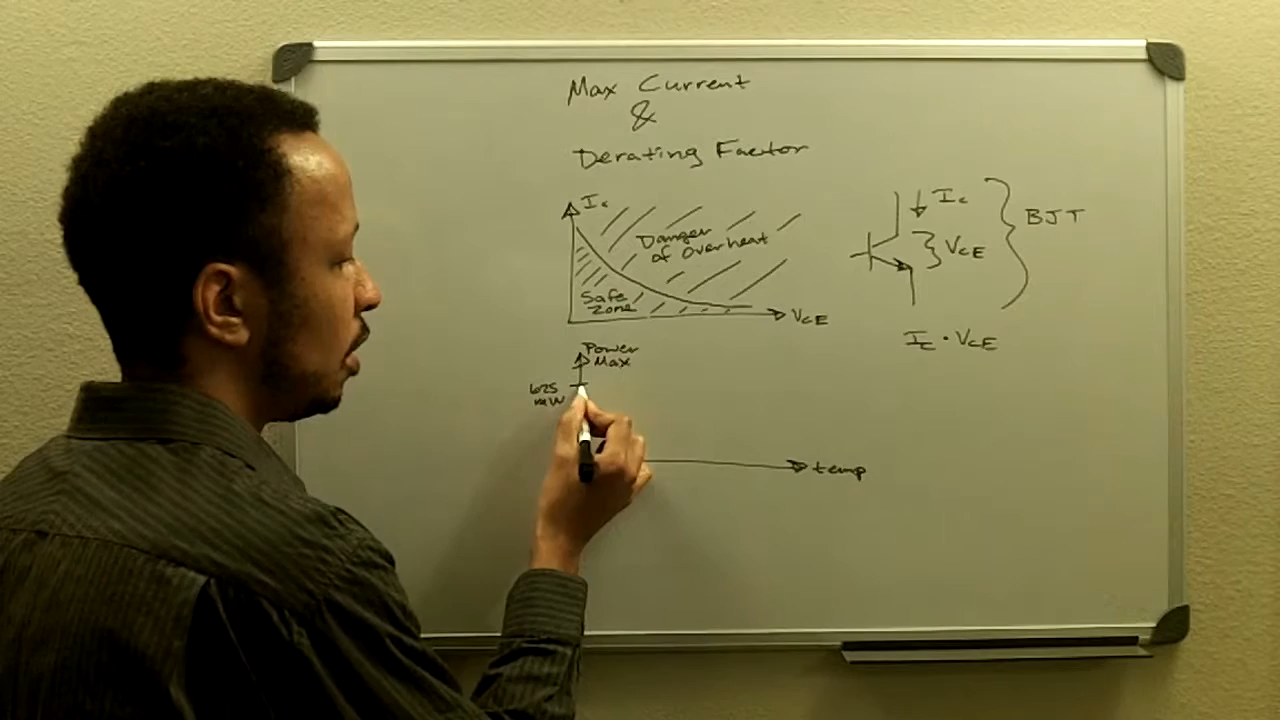 Max Current
&
Derating Factor
Ic
Danger
of overheat
Safe
Zone
VCE
Ic
VCE
BJT
Ic · VCE
Power
Max
625
mW
temp